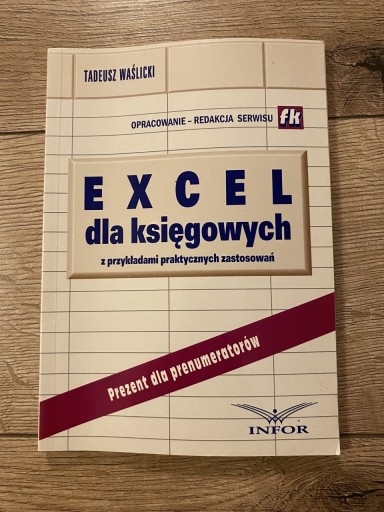 TADEUSZ WAŚLICKI
OPRACOWANIE – REDAKCJA SERWISU fk
EXCEL
dla księgowych
z przykładami praktycznych zastosowań
Prezent dla prenumeratorów
INFOR